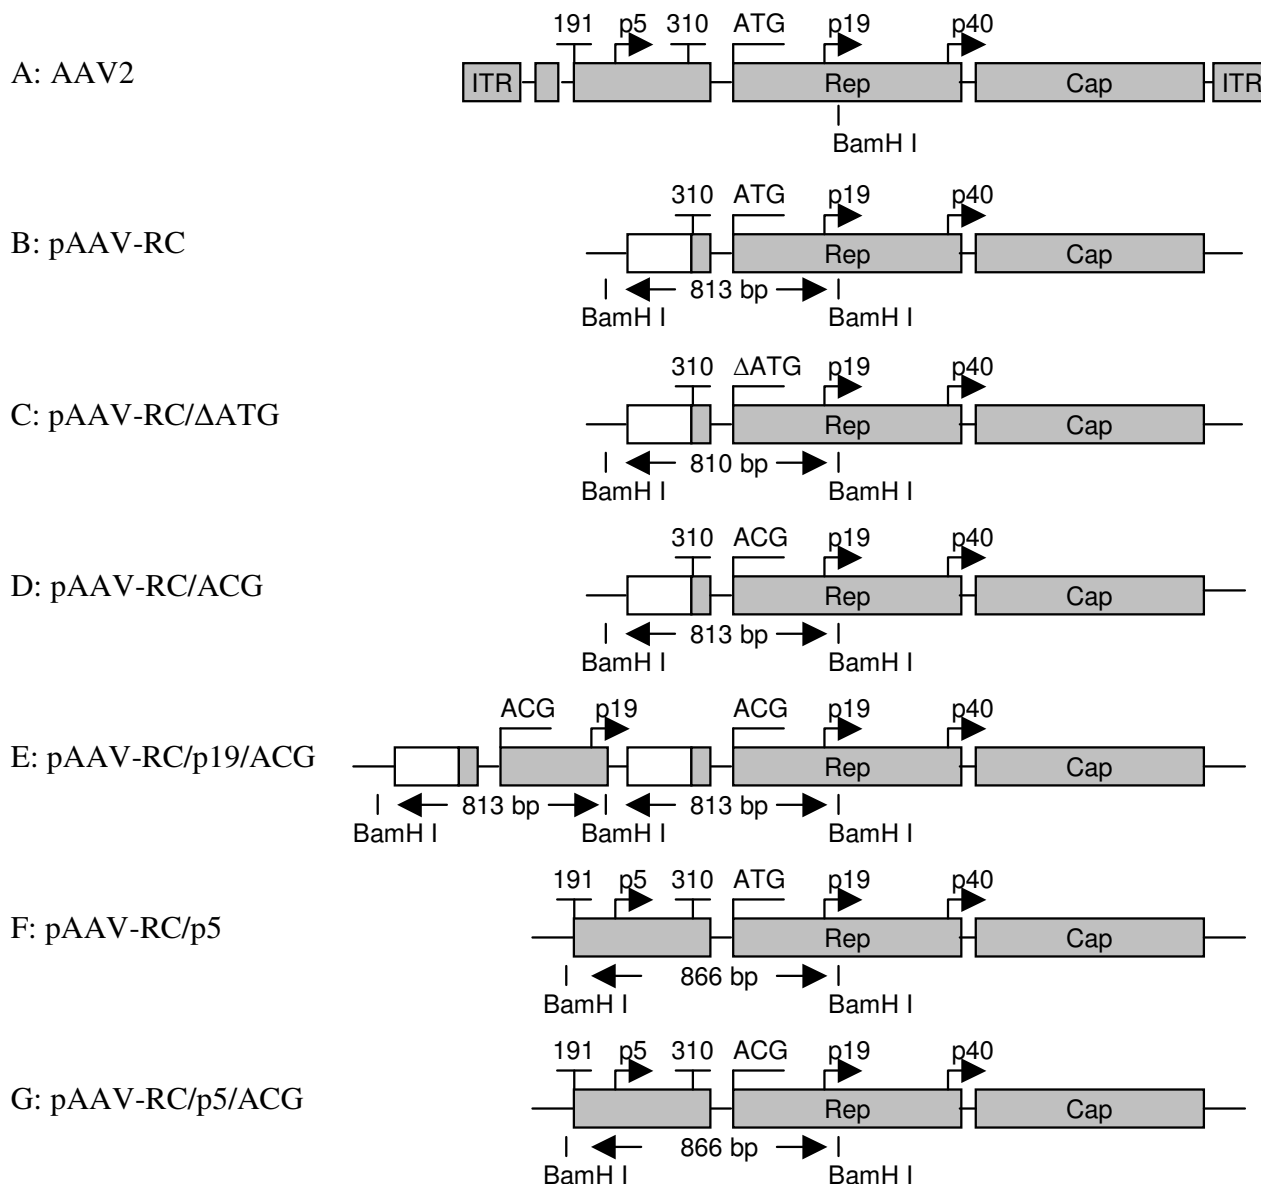 191 p5 310 ATG p19 p40
A: AAV2
ITR Rep Cap ITR
BamH I
310 ATG p19 p40
B: pAAV-RC
Rep Cap
813 bp
BamH I BamH I
310 ΔATG p19 p40
C: pAAV-RC/ΔATG
Rep Cap
810 bp
BamH I BamH I
310 ACG p19 p40
D: pAAV-RC/ACG
Rep Cap
813 bp
BamH I BamH I
ACG p19 ACG p19 p40
E: pAAV-RC/p19/ACG
Rep Cap
813 bp 813 bp
BamH I BamH I BamH I
191 p5 310 ATG p19 p40
F: pAAV-RC/p5
Rep Cap
866 bp
BamH I BamH I
191 p5 310 ACG p19 p40
G: pAAV-RC/p5/ACG
Rep Cap
866 bp
BamH I BamH I